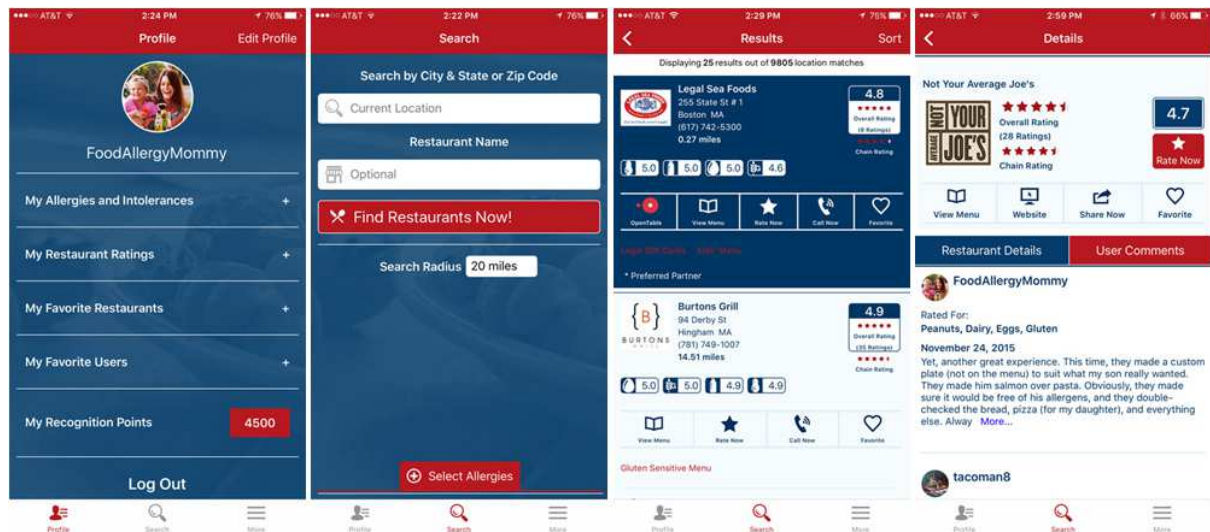 AT&T 2:24 PM 76%
Profile Edit Profile
FoodAllergyMommy
My Allergies and Intolerances +
My Restaurant Ratings +
My Favorite Restaurants +
My Favorite Users +
My Recognition Points 4500
Log Out
Profile Search More
AT&T 2:22 PM 76%
Search
Search by City & State or Zip Code
Current Location
Restaurant Name
Optional
Find Restaurants Now!
Search Radius 20 miles
Select Allergies
Profile Search More
AT&T 2:29 PM 75%
Results Sort
Displaying 25 results out of 9805 location matches
LEGAL SEA FOODS
Legal Sea Foods
255 State St # 1
Boston MA
(617) 742-5300
0.27 miles
4.8
Overall Rating
(8 Ratings)
Chain Rating
5.0 5.0 5.0 4.6
OpenTable View Menu Rate Now Call Now Favorite
* Preferred Partner
{B}
BURTONS
GRILL
Burtons Grill
94 Derby St
Hingham MA
(781) 749-1007
14.51 miles
4.9
Overall Rating
(35 Ratings)
Chain Rating
5.0 5.0 4.9 4.9
View Menu Rate Now Call Now Favorite
Gluten Sensitive Menu
Profile Search More
AT&T 2:59 PM 66%
Details
Not Your Average Joe's
NOT YOUR
AVERAGE
JOE'S
Overall Rating
(28 Ratings)
Chain Rating
4.7
Rate Now
View Menu Website Share Now Favorite
Restaurant Details User Comments
FoodAllergyMommy
Rated For:
Peanuts, Dairy, Eggs, Gluten
November 24, 2015
Yet, another great experience. This time, they made a custom
plate (not on the menu) to suit what my son really wanted.
They made him salmon over pasta. Obviously, they made
sure it would be free of his allergens, and they double-
checked the bread, pizza (for my daughter), and everything
else. Alway More...
tacoman8
Profile Search More